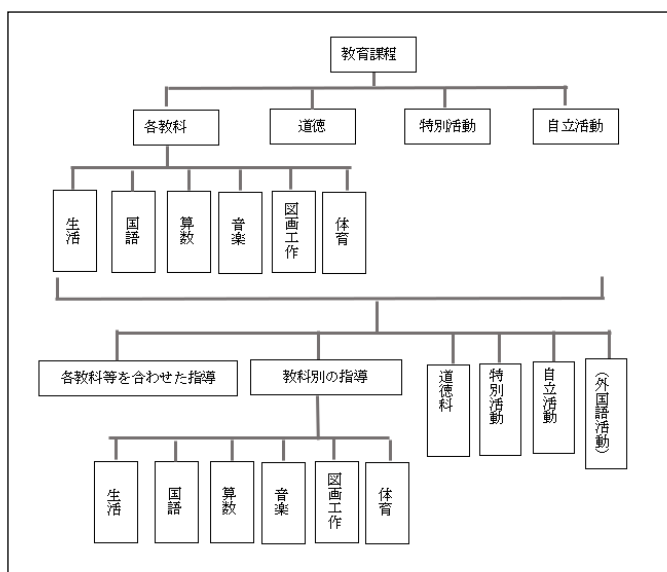 教育課程
各教科
道徳
特別活動
自立活動
生活
国語
算数
音楽
図画工作
体育
各教科等を合わせた指導
教科別の指導
道徳科
特別活動
自立活動
（外国語活動）
生活
国語
算数
音楽
図画工作
体育